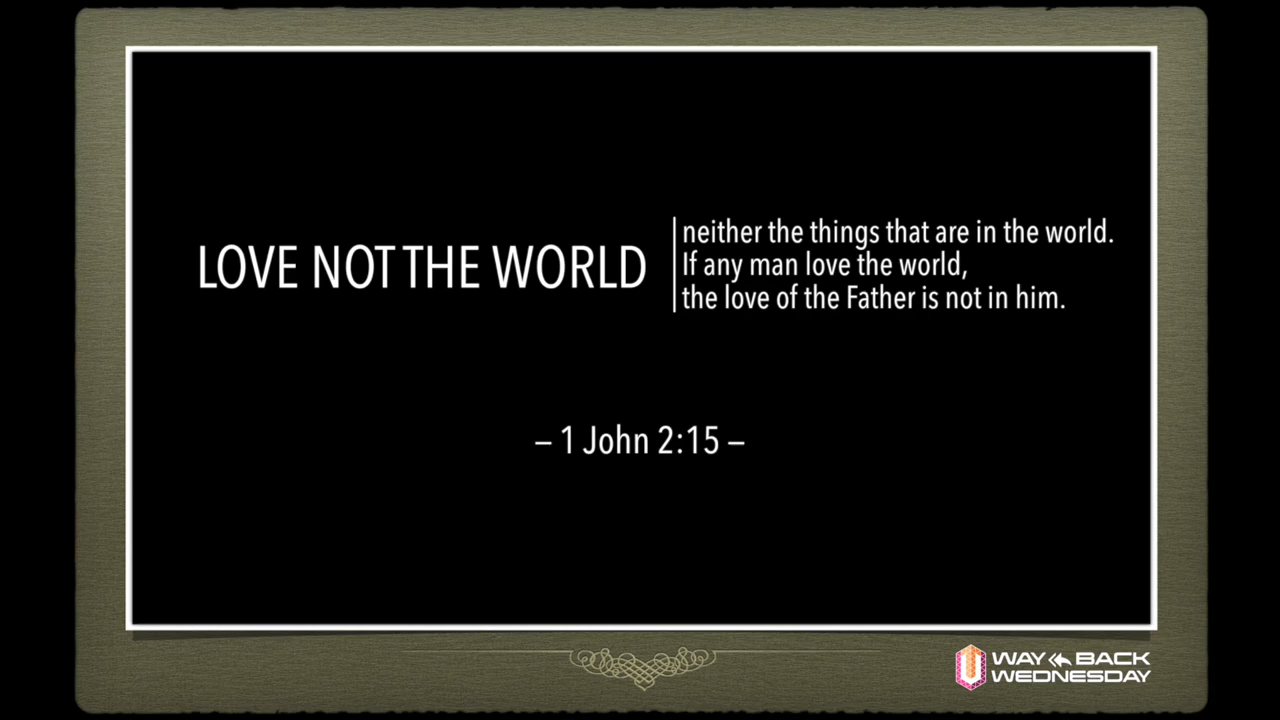 LOVE NOT THE WORLD
neither the things that are in the world.
If any man love the world,
the love of the Father is not in him.
– 1 John 2:15 –
WAY BACK
WEDNESDAY